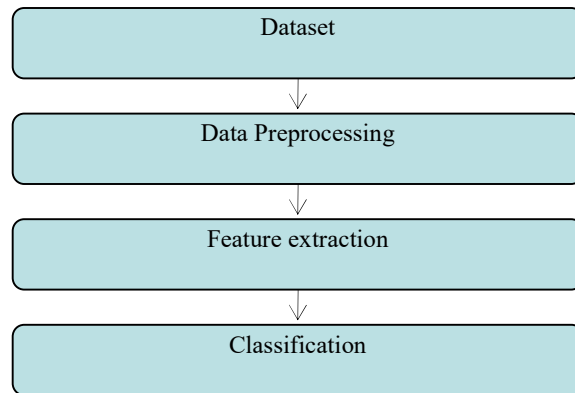 Dataset
Data Preprocessing
Feature extraction
Classification